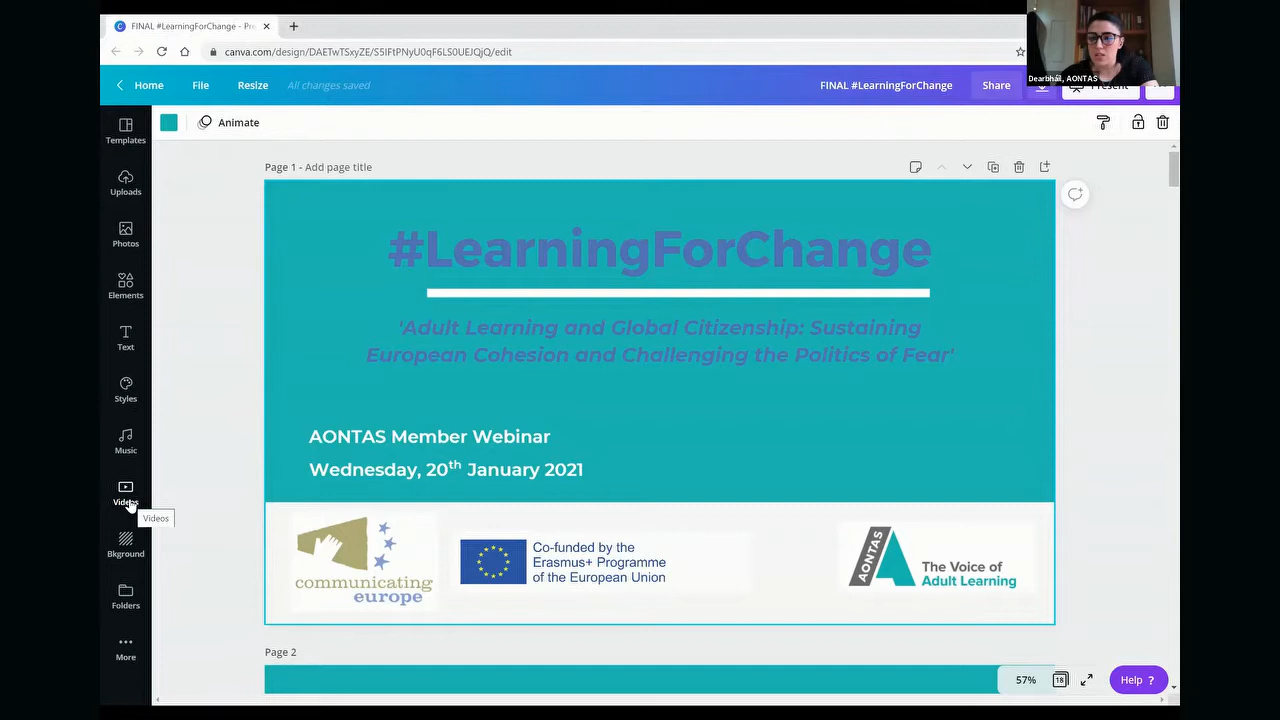 FINAL #LearningForChange - Pre
canva.com/design/DAETwTSxyZE/S5IFtPNyU0qF6LS0UEJQjQ/edit
Dearbháil, AONTAS
Home
File
Resize
All changes saved
FINAL #LearningForChange
Share
Present
Animate
Templates
Uploads
Photos
Elements
Text
Styles
Music
Videos
Videos
Bkground
Folders
More
Page 1 - Add page title
#LearningForChange
'Adult Learning and Global Citizenship: Sustaining
European Cohesion and Challenging the Politics of Fear'
AONTAS Member Webinar
Wednesday, 20th January 2021
communicating
europe
Co-funded by the
Erasmus+ Programme
of the European Union
AONTAS
The Voice of
Adult Learning
Page 2
57%
18
Help ?